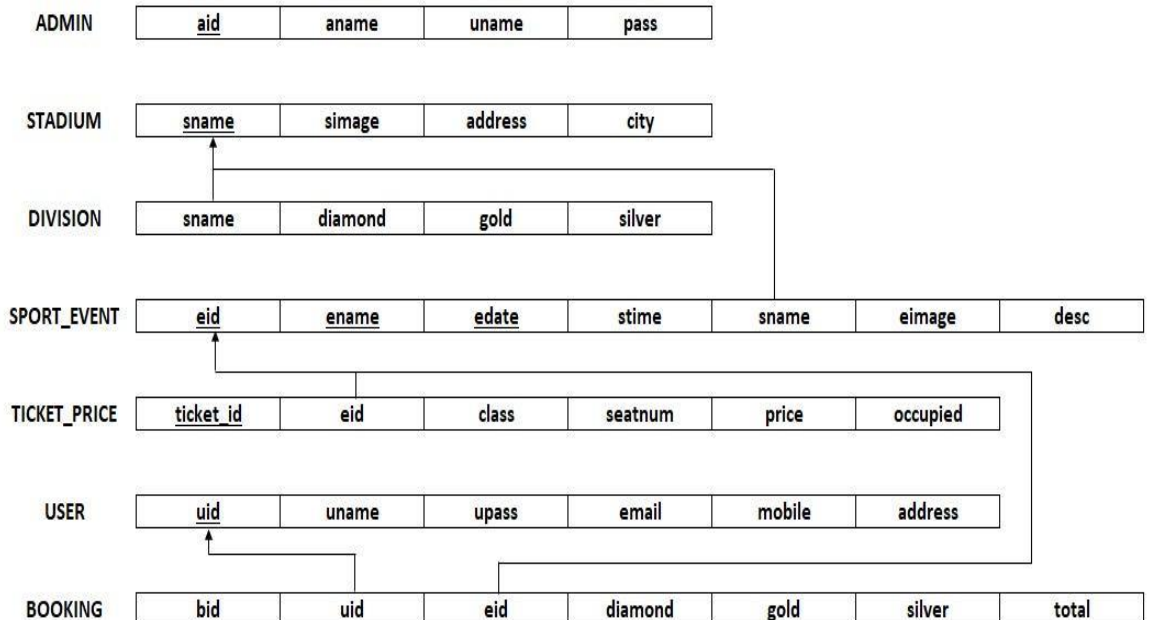 ADMIN aid aname uname pass
STADIUM sname simage address city
DIVISION sname diamond gold silver
SPORT_EVENT eid ename edate stime sname eimage desc
TICKET_PRICE ticket_id eid class seatnum price occupied
USER uid uname upass email mobile address
BOOKING bid uid eid diamond gold silver total